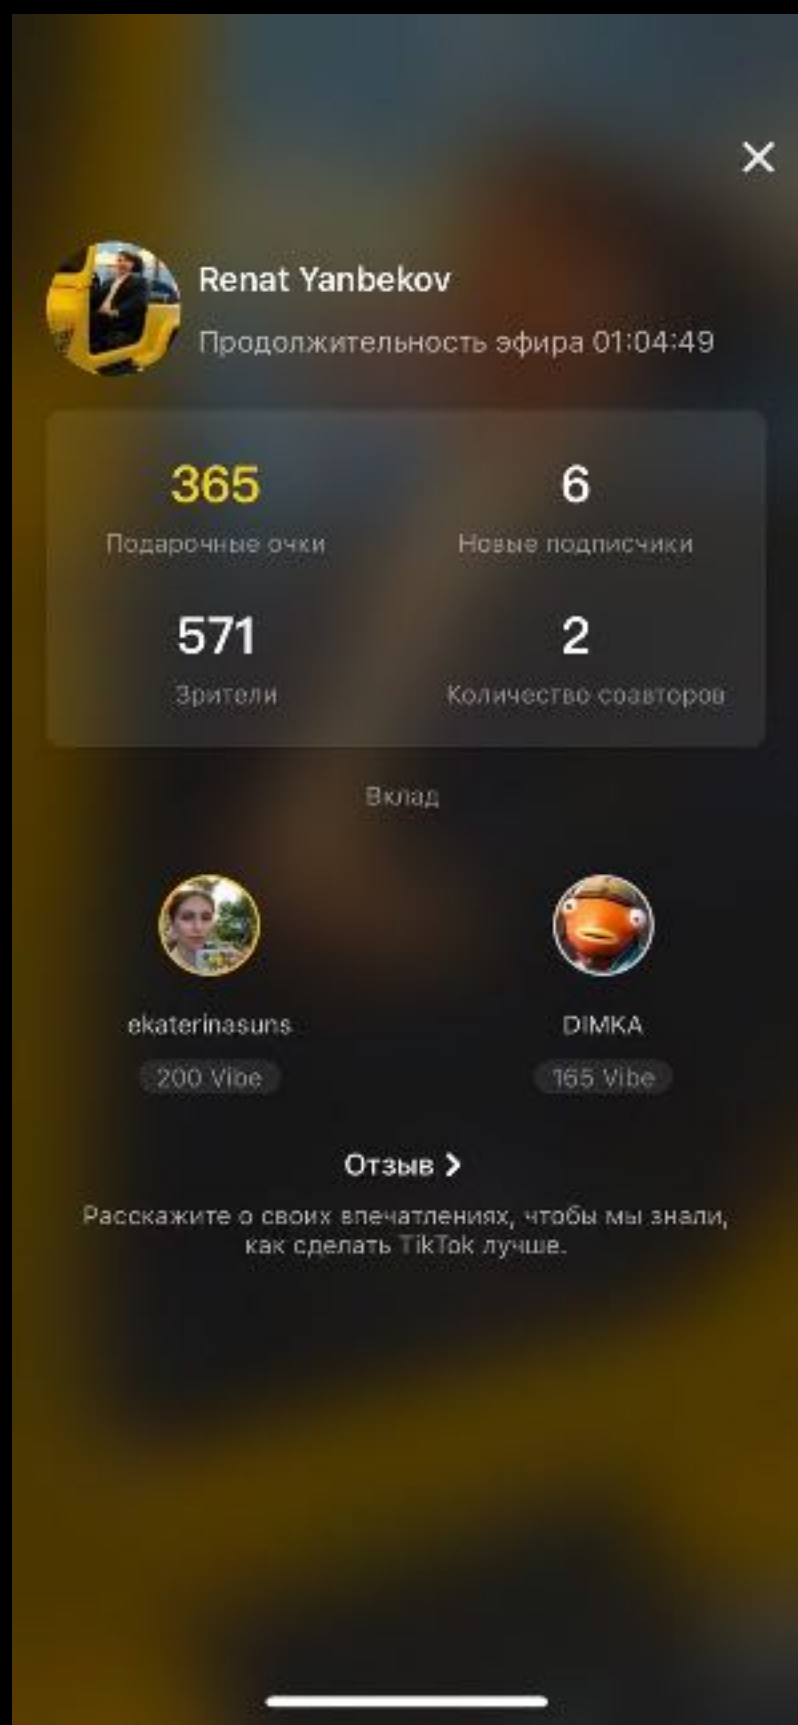 Renat Yanbekov
Продолжительность эфира 01:04:49
365
6
Подарочные очки
Новые подписчики
571
2
Зрители
Количество соавторов
Вклад
ekaterinasuns
DIMKA
200 Vibe
165 Vibe
Отзыв
Расскажите о своих впечатлениях, чтобы мы знали,
как сделать TikTok лучше.